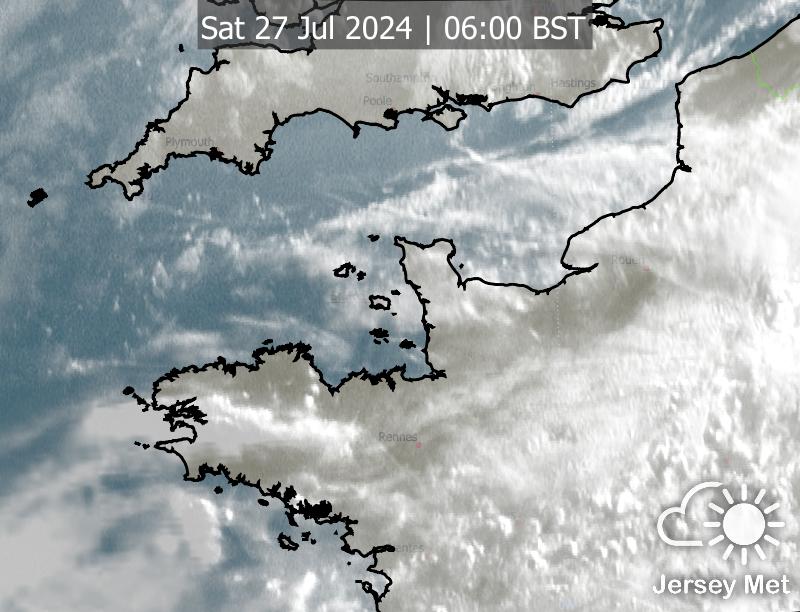 Sat 27 Jul 2024 | 06:00 BST
Southampton
Hastings
Poole
Plymouth
Rouen
Rennes
Jersey Met